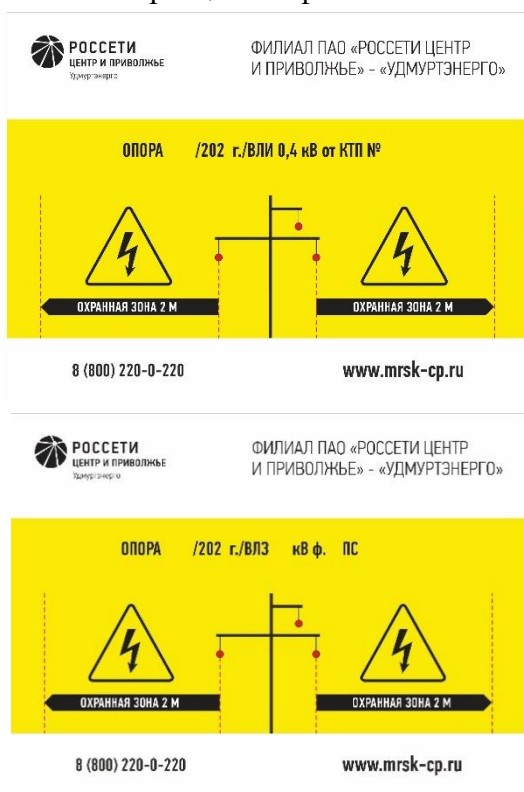 РОССЕТИ
ЦЕНТР И ПРИВОЛЖЬЕ
Удмуртэнерго
ФИЛИАЛ ПАО «РОССЕТИ ЦЕНТР
И ПРИВОЛЖЬЕ» - «УДМУРТЭНЕРГО»
ОПОРА /202 г./ВЛИ 0,4 кВ от КТП №
ОХРАННАЯ ЗОНА 2 М
ОХРАННАЯ ЗОНА 2 М
8 (800) 220-0-220
www.mrsk-cp.ru
РОССЕТИ
ЦЕНТР И ПРИВОЛЖЬЕ
Удмуртэнерго
ФИЛИАЛ ПАО «РОССЕТИ ЦЕНТР
И ПРИВОЛЖЬЕ» - «УДМУРТЭНЕРГО»
ОПОРА /202 г./ВЛЗ кВ ф. ПС
ОХРАННАЯ ЗОНА 2 М
ОХРАННАЯ ЗОНА 2 М
8 (800) 220-0-220
www.mrsk-cp.ru